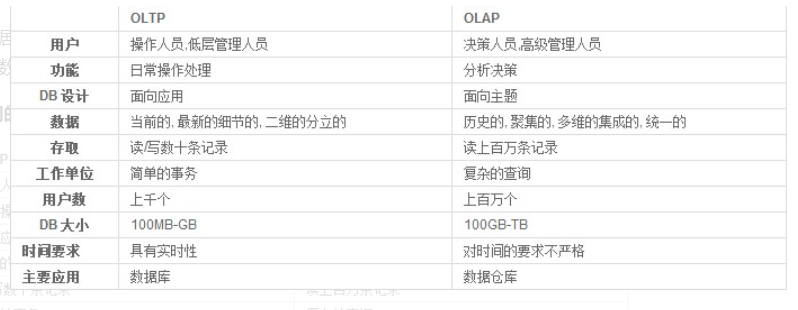 OLTP OLAP
用户 操作人员,低层管理人员 决策人员,高级管理人员
功能 日常操作处理 分析决策
DB 设计 面向应用 面向主题
数据 当前的, 最新的细节的, 二维的分立的 历史的, 聚集的, 多维的集成的, 统一的
存取 读/写数十条记录 读上百万条记录
工作单位 简单的事务 复杂的查询
用户数 上千个 上百万个
DB 大小 100MB-GB 100GB-TB
时间要求 具有实时性 对时间的要求不严格
主要应用 数据库 数据仓库